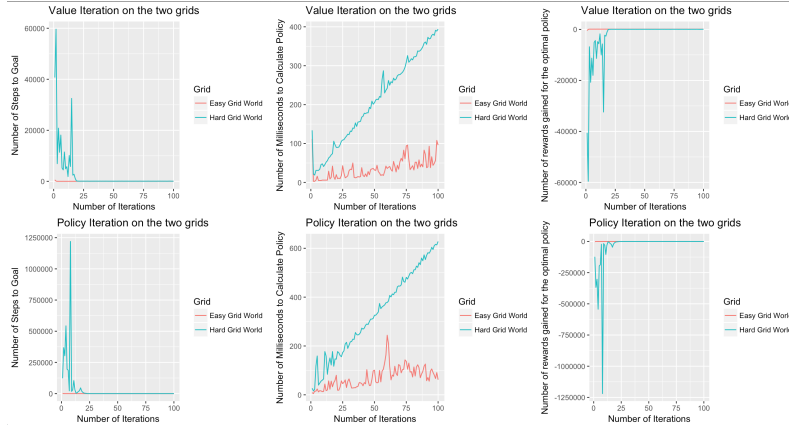 Value Iteration on the two grids
Number of Steps to Goal
60000
40000
20000
0
0 25 50 75 100
Number of Iterations
Grid
Easy Grid World
Hard Grid World
Value Iteration on the two grids
Number of Milliseconds to Calculate Policy
400
300
200
100
0
0 25 50 75 100
Number of Iterations
Grid
Easy Grid World
Hard Grid World
Value Iteration on the two grids
Number of rewards gained for the optimal policy
0
-20000
-40000
-60000
0 25 50 75 100
Number of Iterations
Grid
Easy Grid World
Hard Grid World
Policy Iteration on the two grids
Number of Steps to Goal
1250000
1000000
750000
500000
250000
0
0 25 50 75 100
Number of Iterations
Grid
Easy Grid World
Hard Grid World
Policy Iteration on the two grids
Number of Milliseconds to Calculate Policy
600
400
200
0
0 25 50 75 100
Number of Iterations
Grid
Easy Grid World
Hard Grid World
Policy Iteration on the two grids
Number of rewards gained for the optimal policy
0
-250000
-500000
-750000
-1000000
-1250000
0 25 50 75 100
Number of Iterations
Grid
Easy Grid World
Hard Grid World